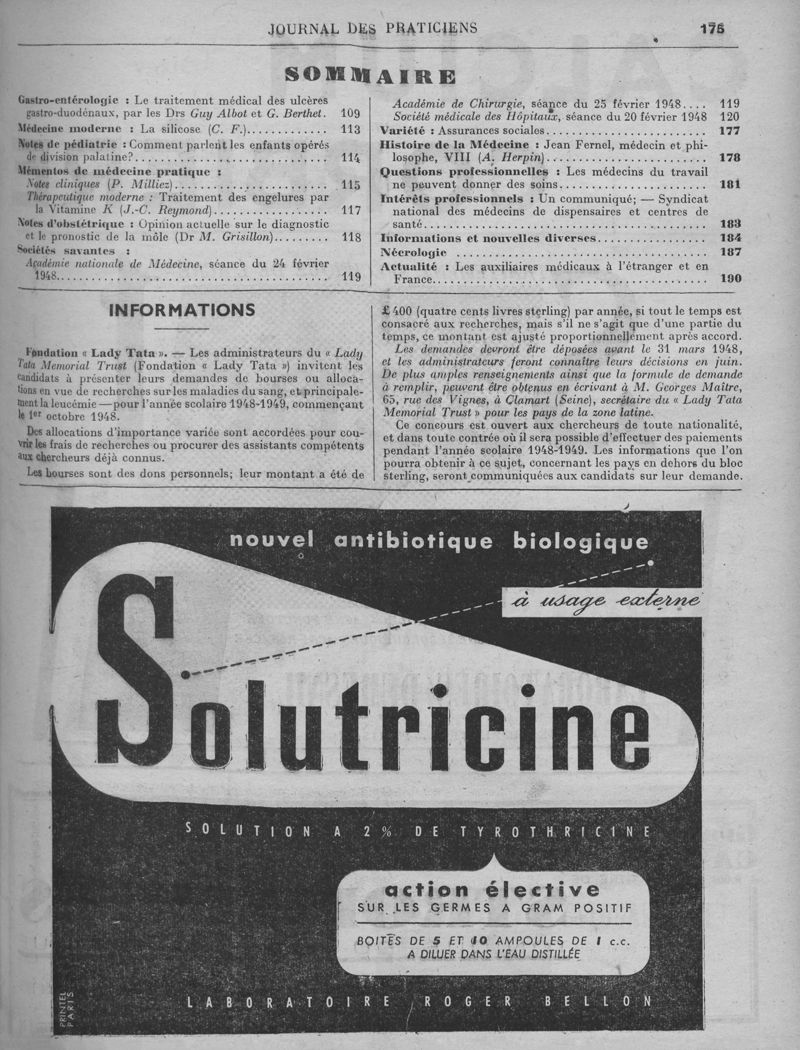 JOURNAL DES PRATICIENS
175
SOMMAIRE
Gastro-entérologie : Le traitement médical des ulcères
gastro-duodénaux, par les Drs Guy Albot et G. Berthet. 109
Médecine moderne : La silicose (C. F.)............ 113
Notes de pédiatrie : Comment parlent les enfants opérés
de division palatine?............................. 114
Mémentos de médecine pratique :
Notes cliniques (P. Milliez)........................ 115
Thérapeutique moderne : Traitement des engelures par
la Vitamine K (J.-C. Reymond).................. 117
Notes d'obstétrique : Opinion actuelle sur le diagnostic
et le pronostic de la môle (Dr M. Grisillon)......... 118
Sociétés savantes :
Académie nationale de Médecine, séance du 24 février
1948............................................ 119
Académie de Chirurgie, séance du 25 février 1948.... 119
Société médicale des Hôpitaux, séance du 20 février 1948 120
Variété : Assurances sociales......................... 177
Histoire de la Médecine : Jean Fernel, médecin et phi-
losophe, VIII (A. Herpin)......................... 178
Questions professionnelles : Les médecins du travail
ne peuvent donner des soins....................... 181
Intérêts professionnels : Un communiqué; — Syndicat
national des médecins de dispensaires et centres de
santé............................................ 183
Informations et nouvelles diverses................. 184
Nécrologie ........................................ 187
Actualité : Les auxiliaires médicaux à l'étranger et en
France........................................... 190
INFORMATIONS
Fondation « Lady Tata ». — Les administrateurs du « Lady
Tata Memorial Trust (Fondation « Lady Tata ») invitent les
candidats à présenter leurs demandes de bourses ou alloca-
tions en vue de recherches sur les maladies du sang, et principale-
ment la leucémie — pour l'année scolaire 1948-1949, commençant
le 1er octobre 1948.
Des allocations d'importance variée sont accordées pour cou-
vrir les frais de recherches ou procurer des assistants compétents
aux chercheurs déjà connus.
Les bourses sont des dons personnels; leur montant a été de
£ 400 (quatre cents livres sterling) par année, si tout le temps est
consacré aux recherches, mais s'il ne s'agit que d'une partie du
temps, ce montant est ajusté proportionnellement après accord.
Les demandes devront être déposées avant le 31 mars 1948,
et les administrateurs feront connaître leurs décisions en juin.
De plus amples renseignements ainsi que la formule de demande
à remplir, peuvent être obtenus en écrivant à M. Georges Maître,
65, rue des Vignes, à Clamart (Seine), secrétaire du « Lady Tata
Memorial Trust » pour les pays de la zone latine.
Ce concours est ouvert aux chercheurs de toute nationalité,
et dans toute contrée où il sera possible d'effectuer des paiements
pendant l'année scolaire 1948-1949. Les informations que l'on
pourra obtenir à ce sujet, concernant les pays en dehors du bloc
sterling, seront communiquées aux candidats sur leur demande.
nouvel antibiotique biologique
à usage externe
Solutricine
SOLUTION A 2% DE TYROTHRICINE
action élective
SUR LES GERMES A GRAM POSITIF
BOITES DE 5 ET 10 AMPOULES DE 1 c.c.
A DILUER DANS L'EAU DISTILLÉE
LABORATOIRE ROGER BELLON
PRINTEL
PARIS